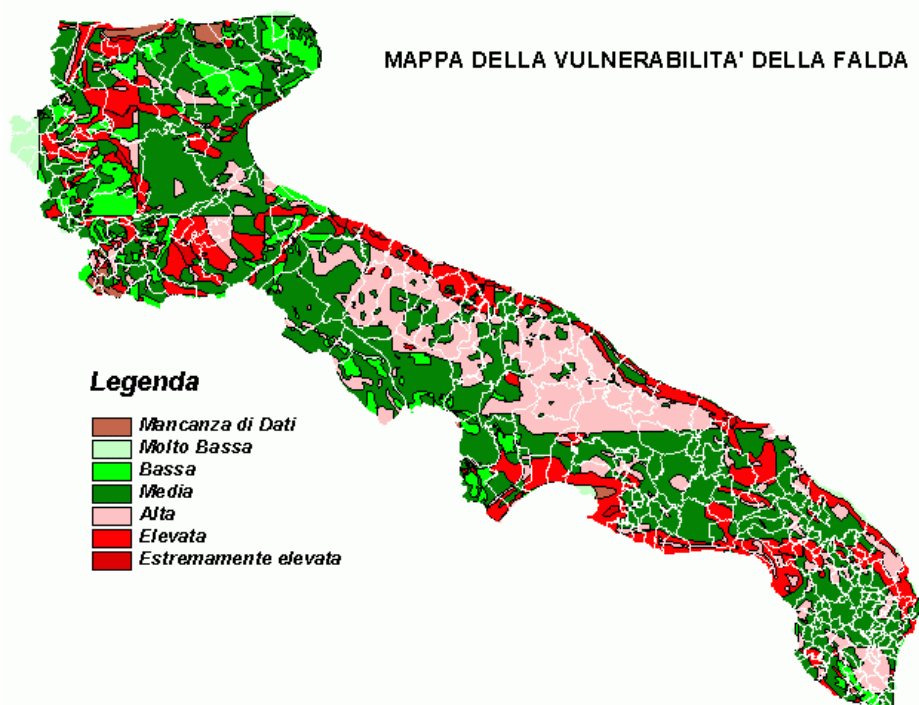 MAPPA DELLA VULNERABILITA' DELLA FALDA
Legenda
Mancanza di Dati
Molto Bassa
Bassa
Media
Alta
Elevata
Estremamente elevata